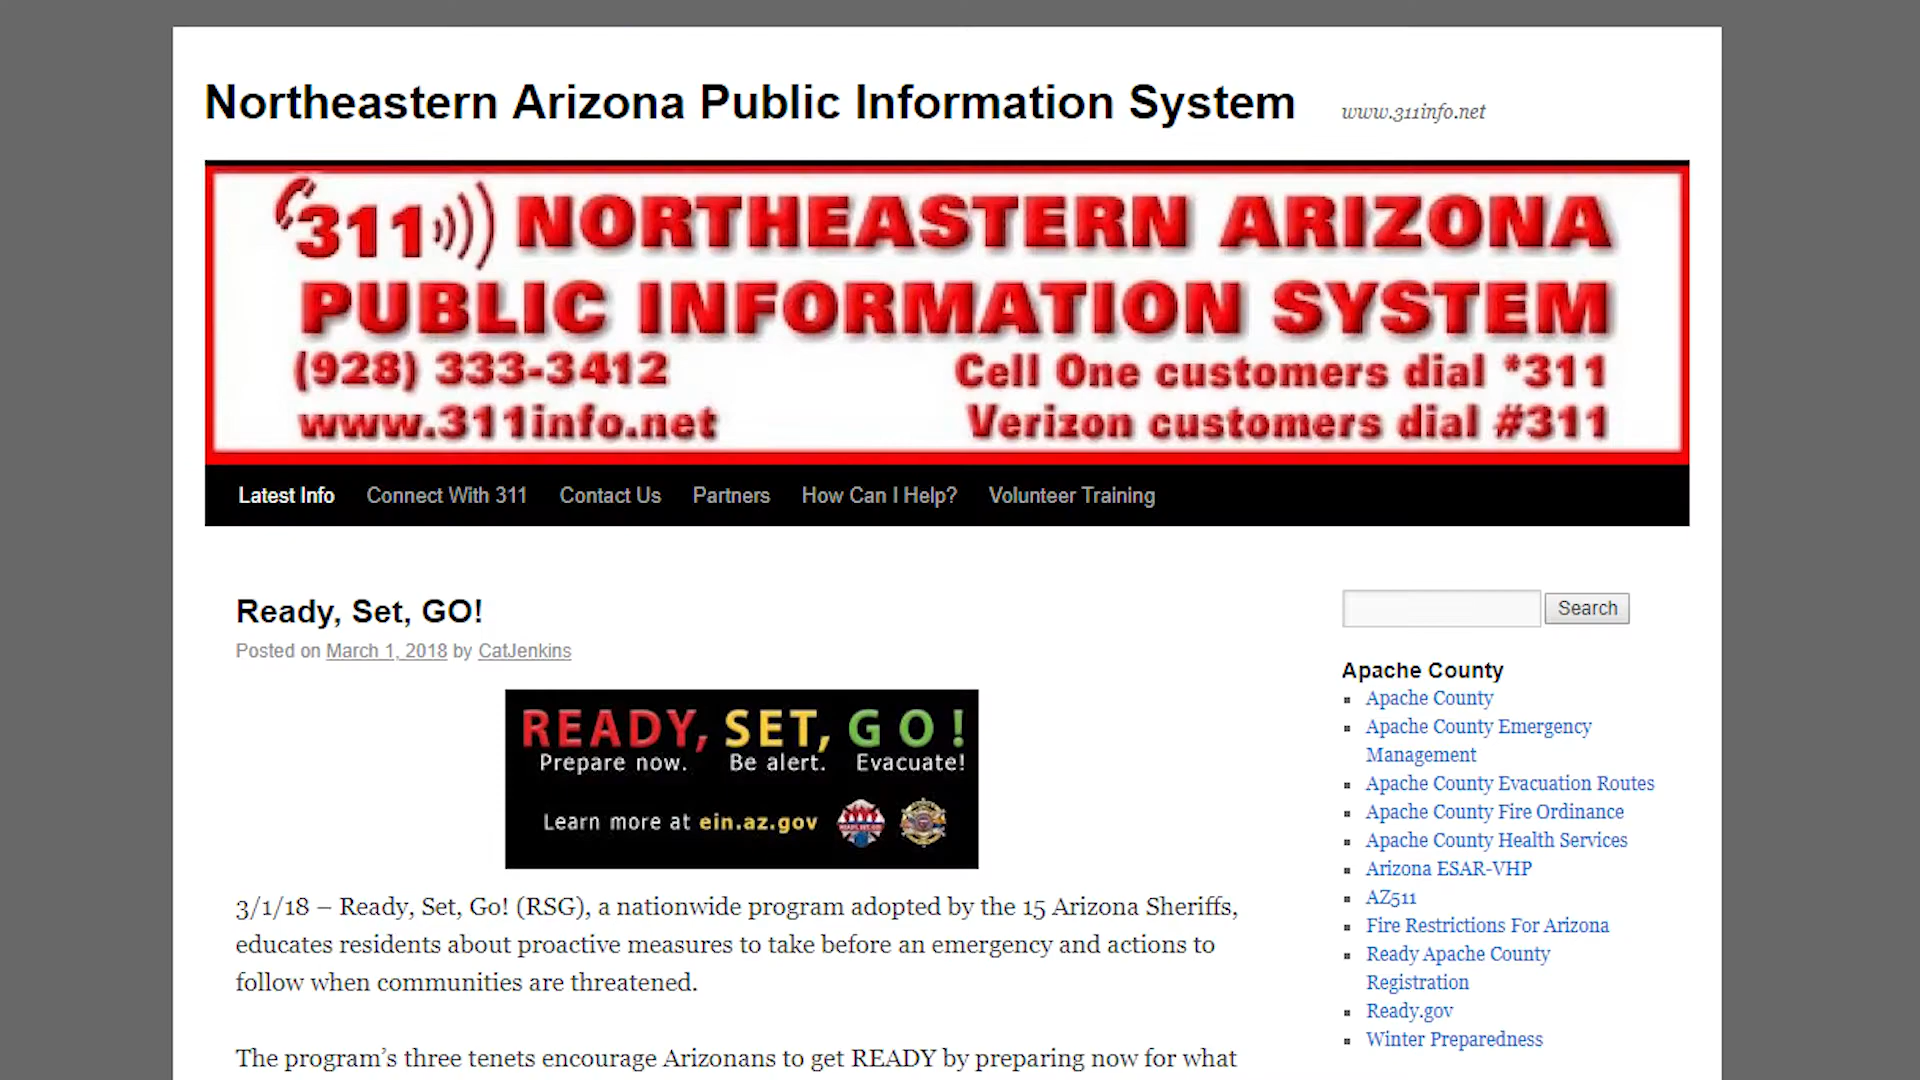 Northeastern Arizona Public Information System
www.311info.net
311 NORTHEASTERN ARIZONA
PUBLIC INFORMATION SYSTEM
(928) 333-3412
Cell One customers dial *311
www.311info.net
Verizon customers dial #311
Latest Info Connect With 311 Contact Us Partners How Can I Help? Volunteer Training
Ready, Set, GO!
Posted on March 1, 2018 by CatJenkins
READY, SET, GO!
Prepare now. Be alert. Evacuate!
Learn more at ein.az.gov
3/1/18 – Ready, Set, Go! (RSG), a nationwide program adopted by the 15 Arizona Sheriffs,
educates residents about proactive measures to take before an emergency and actions to
follow when communities are threatened.
The program’s three tenets encourage Arizonans to get READY by preparing now for what
Search
Apache County
Apache County
Apache County Emergency
Management
Apache County Evacuation Routes
Apache County Fire Ordinance
Apache County Health Services
Arizona ESAR-VHP
AZ511
Fire Restrictions For Arizona
Ready Apache County
Registration
Ready.gov
Winter Preparedness